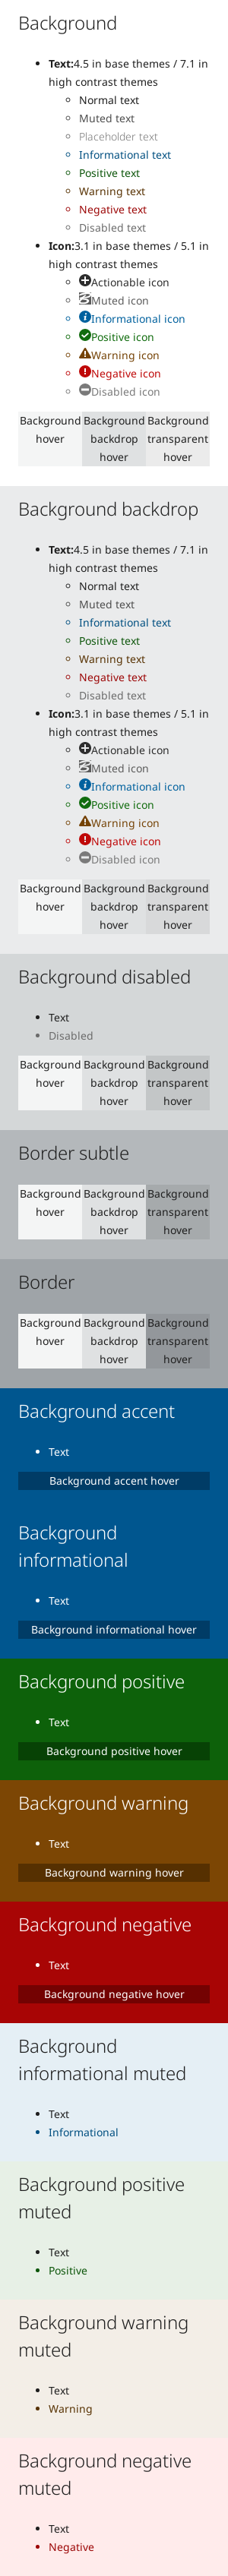 Background
Text:4.5 in base themes / 7.1 in
high contrast themes
Normal text
Muted text
Placeholder text
Informational text
Positive text
Warning text
Negative text
Disabled text
Icon:3.1 in base themes / 5.1 in
high contrast themes
Actionable icon
Muted icon
Informational icon
Positive icon
Warning icon
Negative icon
Disabled icon
Background Background Background
hover backdrop transparent
hover hover
Background backdrop
Text:4.5 in base themes / 7.1 in
high contrast themes
Normal text
Muted text
Informational text
Positive text
Warning text
Negative text
Disabled text
Icon:3.1 in base themes / 5.1 in
high contrast themes
Actionable icon
Muted icon
Informational icon
Positive icon
Warning icon
Negative icon
Disabled icon
Background Background Background
hover backdrop transparent
hover hover
Background disabled
Text
Disabled
Background Background Background
hover backdrop transparent
hover hover
Border subtle
Background Background Background
hover backdrop transparent
hover hover
Border
Background Background Background
hover backdrop transparent
hover hover
Background accent
Text
Background accent hover
Background
informational
Text
Background informational hover
Background positive
Text
Background positive hover
Background warning
Text
Background warning hover
Background negative
Text
Background negative hover
Background
informational muted
Text
Informational
Background positive
muted
Text
Positive
Background warning
muted
Text
Warning
Background negative
muted
Text
Negative